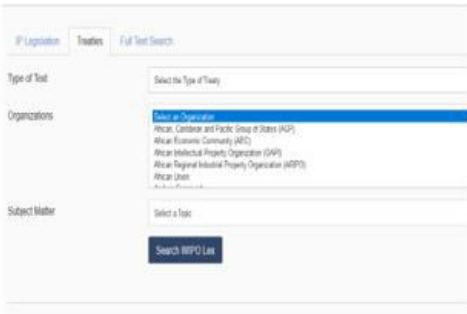 IP Legislation Treaties Full Text Search
Type of Text Select the Type of Treaty
Organizations Select an Organization
African, Caribbean and Pacific Group of States (ACP)
African Economic Community (AEC)
African Intellectual Property Organization (OAPI)
African Regional Industrial Property Organization (ARIPO)
African Union
Subject Matter Select a Topic
Search WIPO Lex